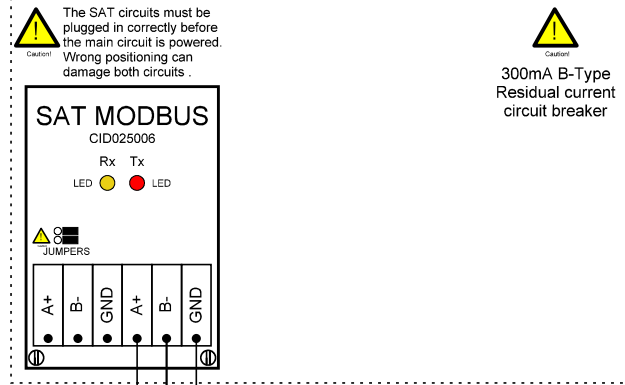 The SAT circuits must be
plugged in correctly before
the main circuit is powered.
Wrong positioning can
damage both circuits .
Caution!
Caution!
300mA B-Type
Residual current
circuit breaker
SAT MODBUS
CID025006
Rx Tx
LED LED
JUMPERS
A+ B- GND A+ B- GND